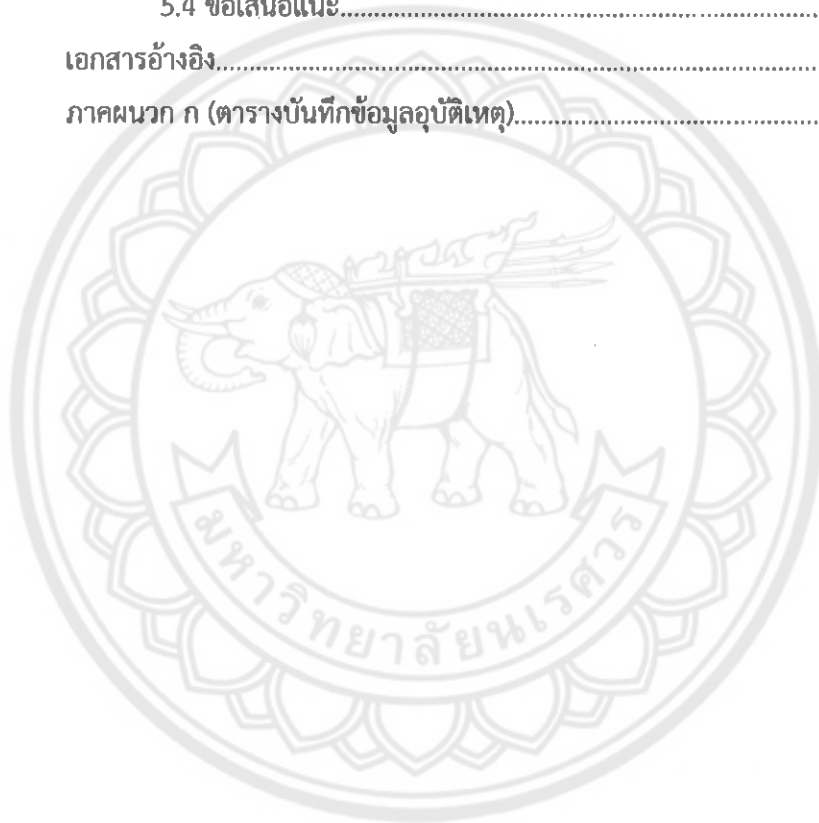 5.4 ข้อเสนอแนะ................................................................................
เอกสารอ้างอิง................................................................................
ภาคผนวก ก (ตารางบันทึกข้อมูลอุบัติเหตุ)................................................
มหาวิทยาลัยนเรศวร